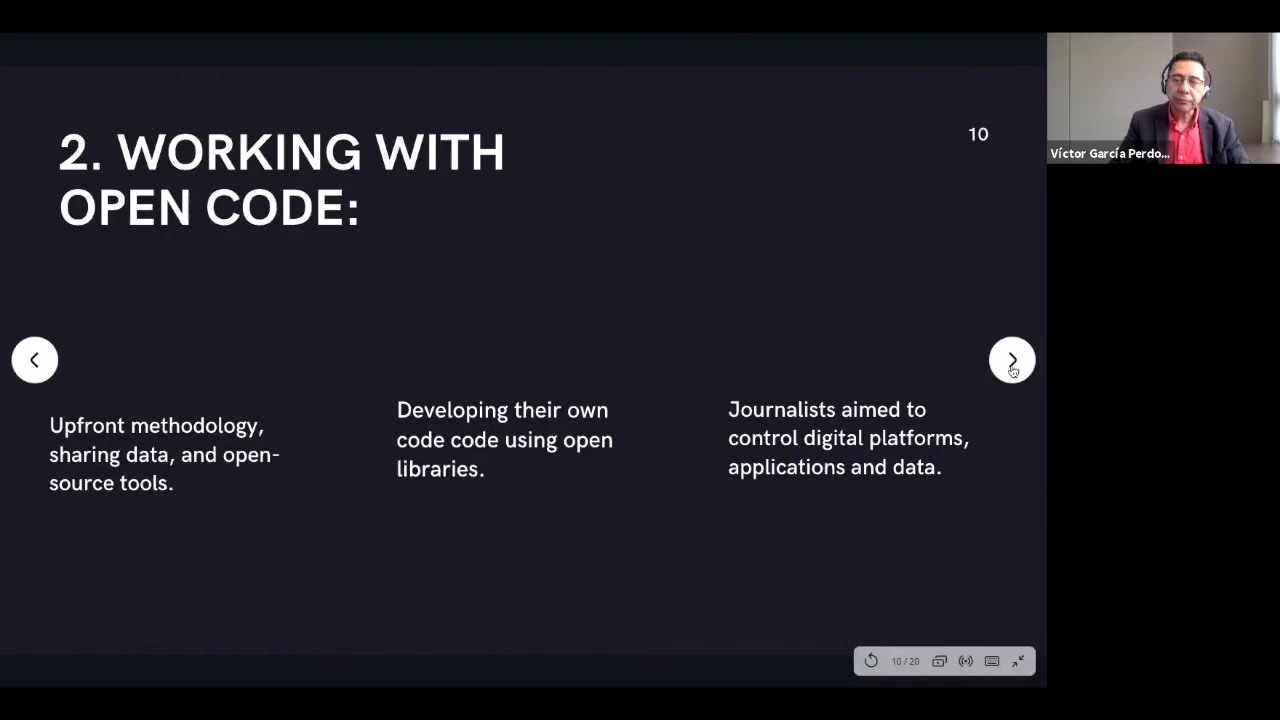 2. WORKING WITH
OPEN CODE:
10
Upfront methodology,
sharing data, and open-
source tools.
Developing their own
code code using open
libraries.
Journalists aimed to
control digital platforms,
applications and data.
Víctor García Perdo...
10 / 20